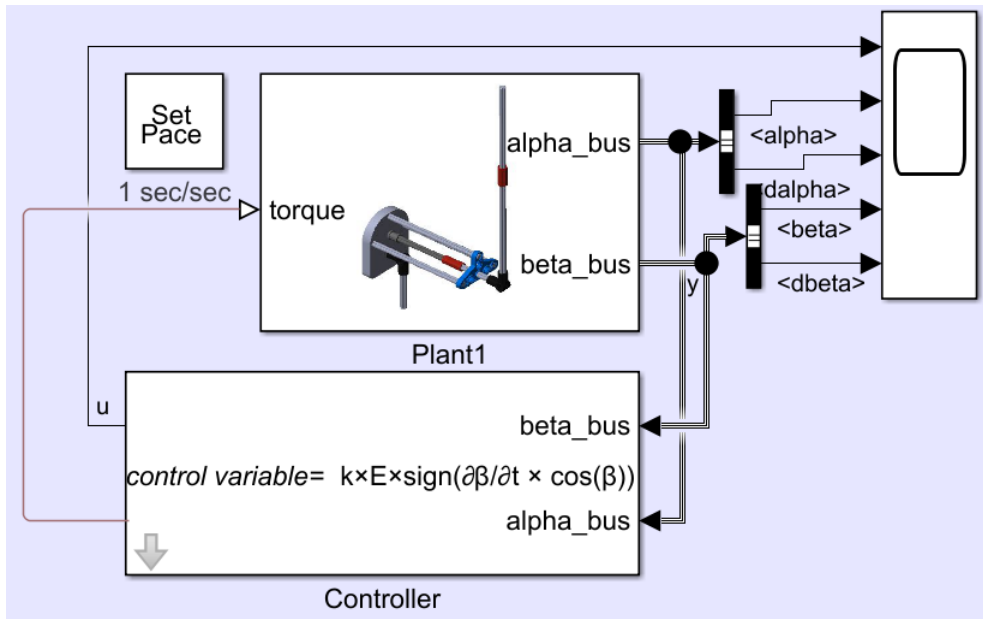 Set
Pace
1 sec/sec
torque
alpha_bus
beta_bus
Plant1
<alpha>
<dalpha>
<beta>
<dbeta>
y
u
beta_bus
control variable= k×E×sign(∂β/∂t × cos(β))
alpha_bus
Controller